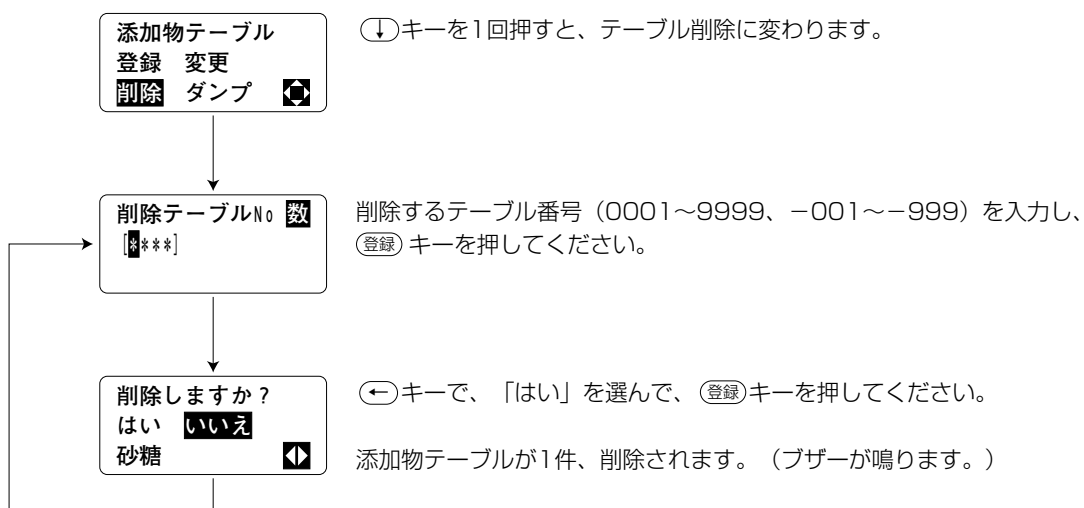 添加物テーブル
登録 変更
削除 ダンプ
↓キーを1回押すと、テーブル削除に変わります。
削除テーブルNo 数
[****]
削除するテーブル番号（0001～9999、−001～−999）を入力し、
登録 キーを押してください。
削除しますか？
はい いいえ
砂糖
←キーで、「はい」を選んで、登録キーを押してください。
添加物テーブルが1件、削除されます。（ブザーが鳴ります。）